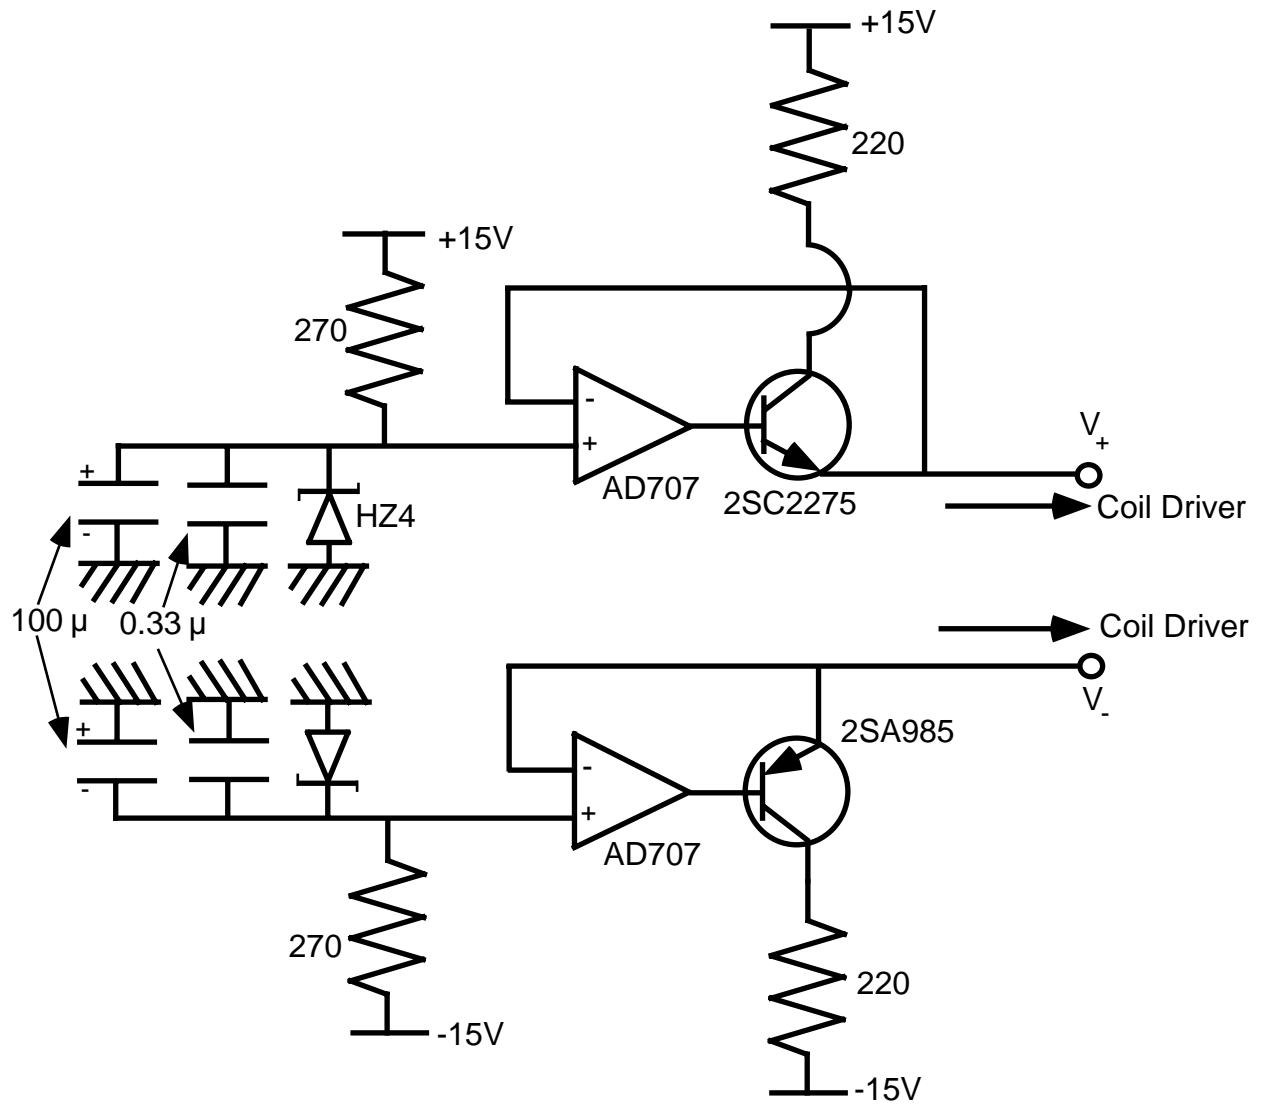 +15V
220
+15V
270
-
+
AD707
2SC2275
V+
Coil Driver
+
-
HZ4
100 µ
0.33 µ
Coil Driver
V-
2SA985
+
-
-
+
AD707
270
220
-15V
-15V